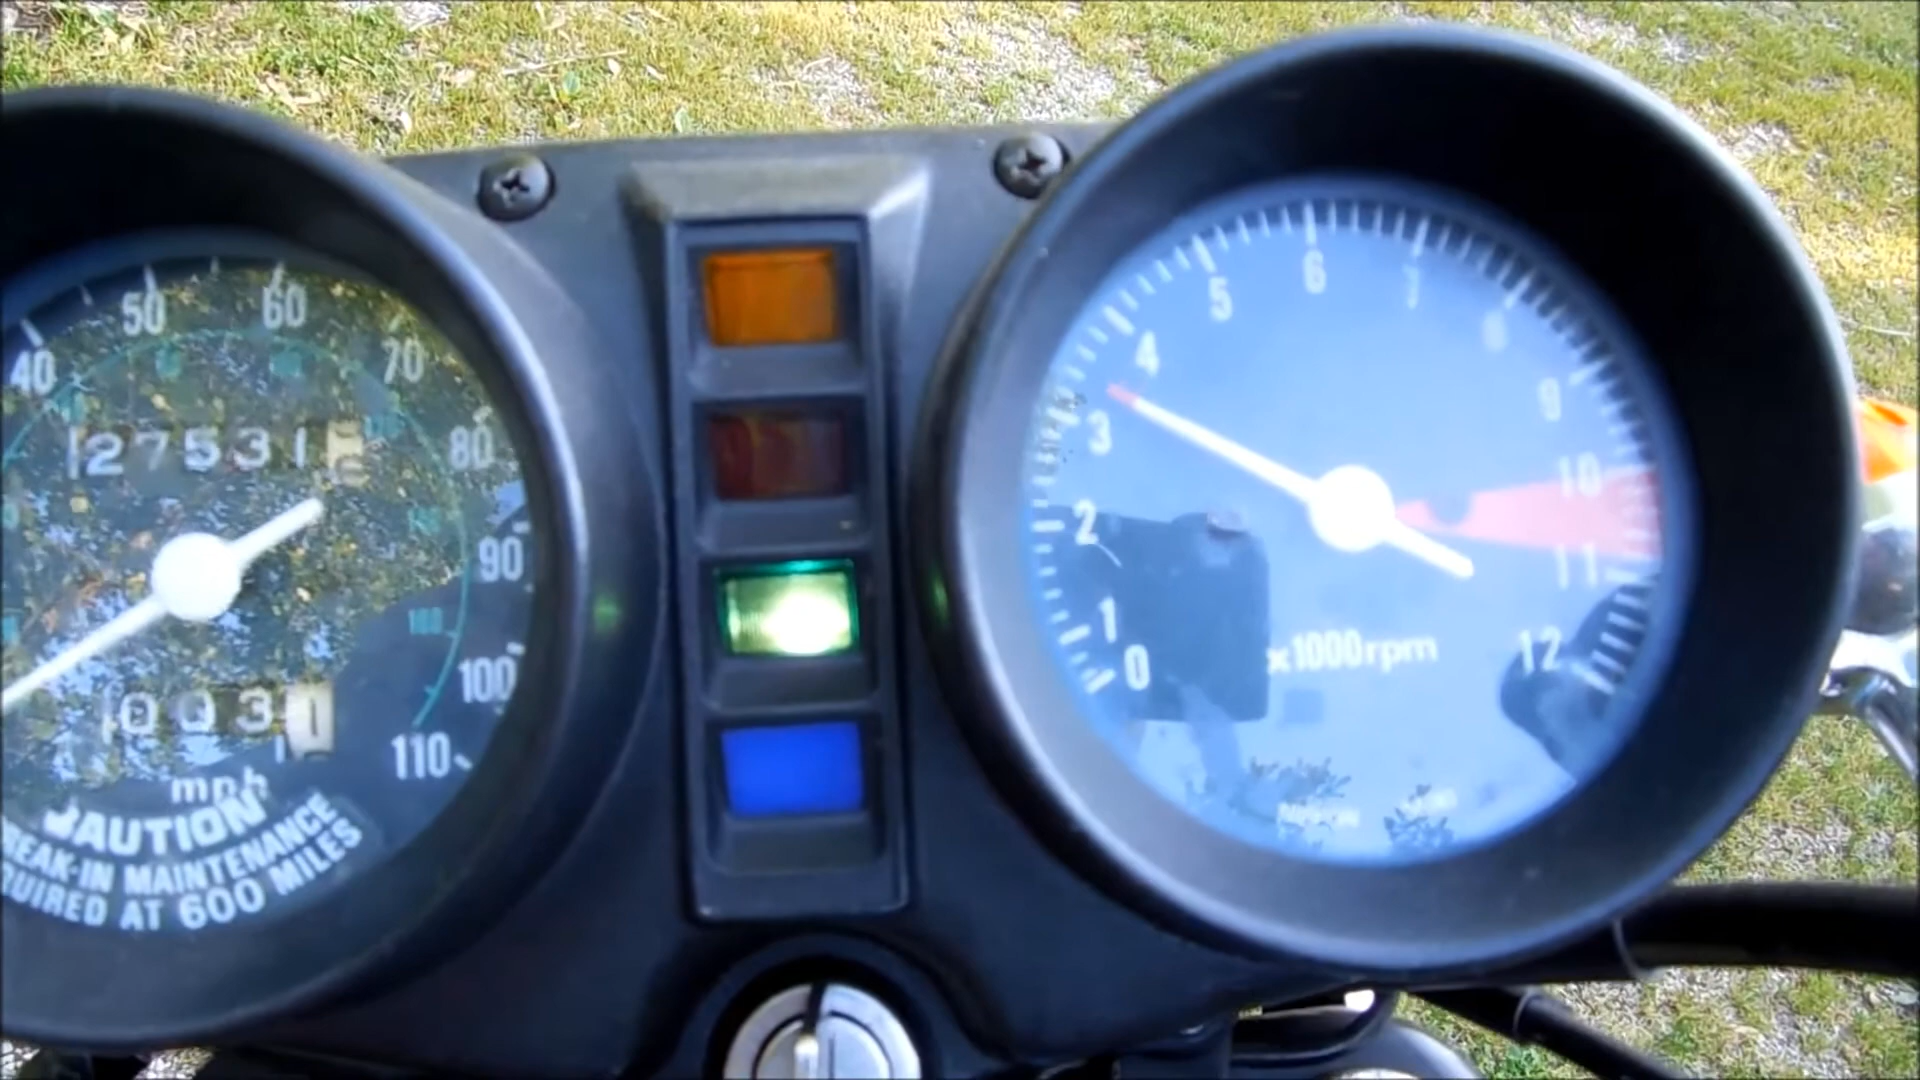 40 50 60 70 80 90 100 110
27531
003
mph
CAUTION
BREAK-IN MAINTENANCE
REQUIRED AT 600 MILES
0 1 2 3 4 5 6 7 8 9 10 11 12
x1000rpm